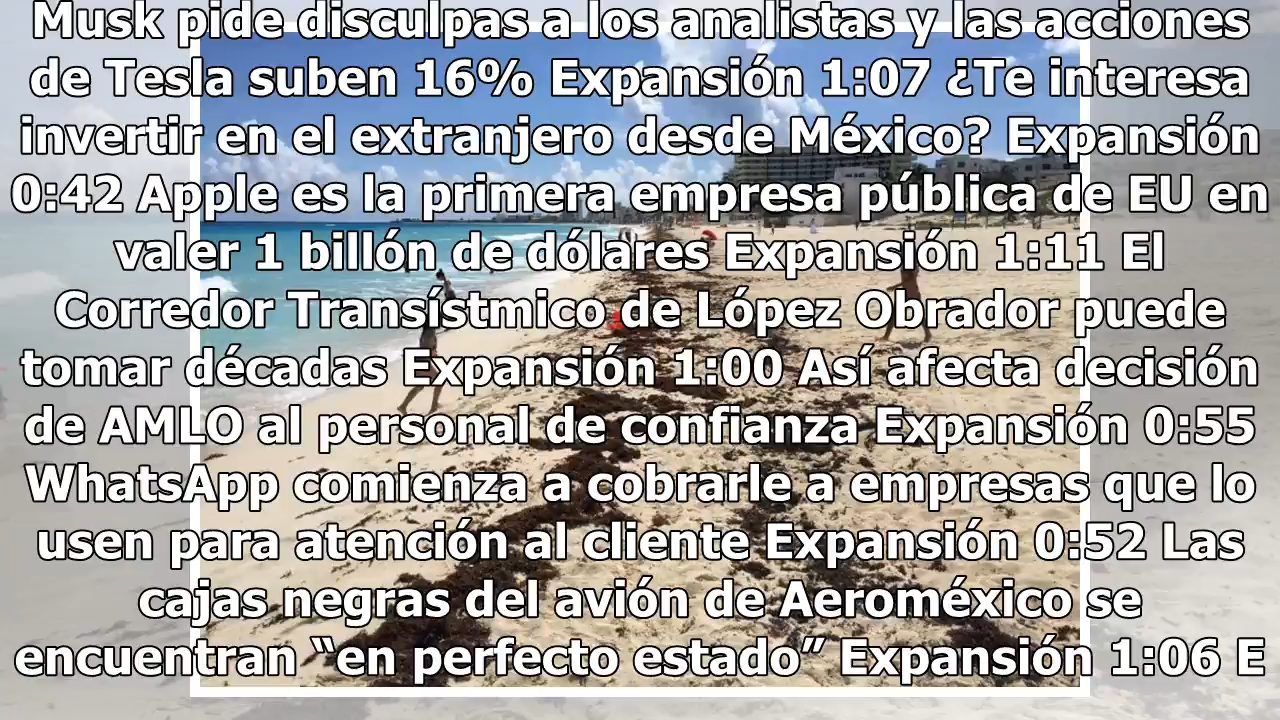 Musk pide disculpas a los analistas y las acciones
de Tesla suben 16% Expansión 1:07 ¿Te interesa
invertir en el extranjero desde México? Expansión
0:42 Apple es la primera empresa pública de EU en
valer 1 billón de dólares Expansión 1:11 El
Corredor Transístmico de López Obrador puede
tomar décadas Expansión 1:00 Así afecta decisión
de AMLO al personal de confianza Expansión 0:55
WhatsApp comienza a cobrarle a empresas que lo
usen para atención al cliente Expansión 0:52 Las
cajas negras del avión de Aeroméxico se
encuentran “en perfecto estado” Expansión 1:06 E